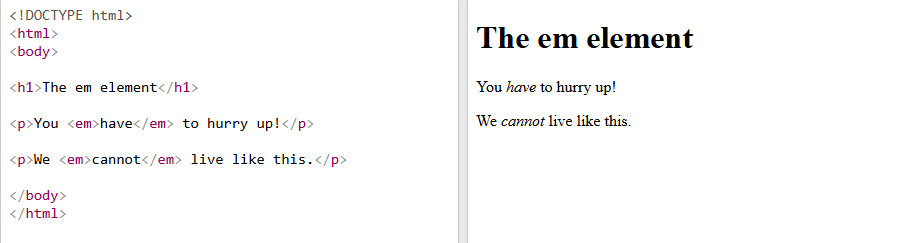 <!DOCTYPE html>
<html>
<body>
<h1>The em element</h1>
<p>You <em>have</em> to hurry up!</p>
<p>We <em>cannot</em> live like this.</p>
</body>
</html>
The em element
You have to hurry up!
We cannot live like this.